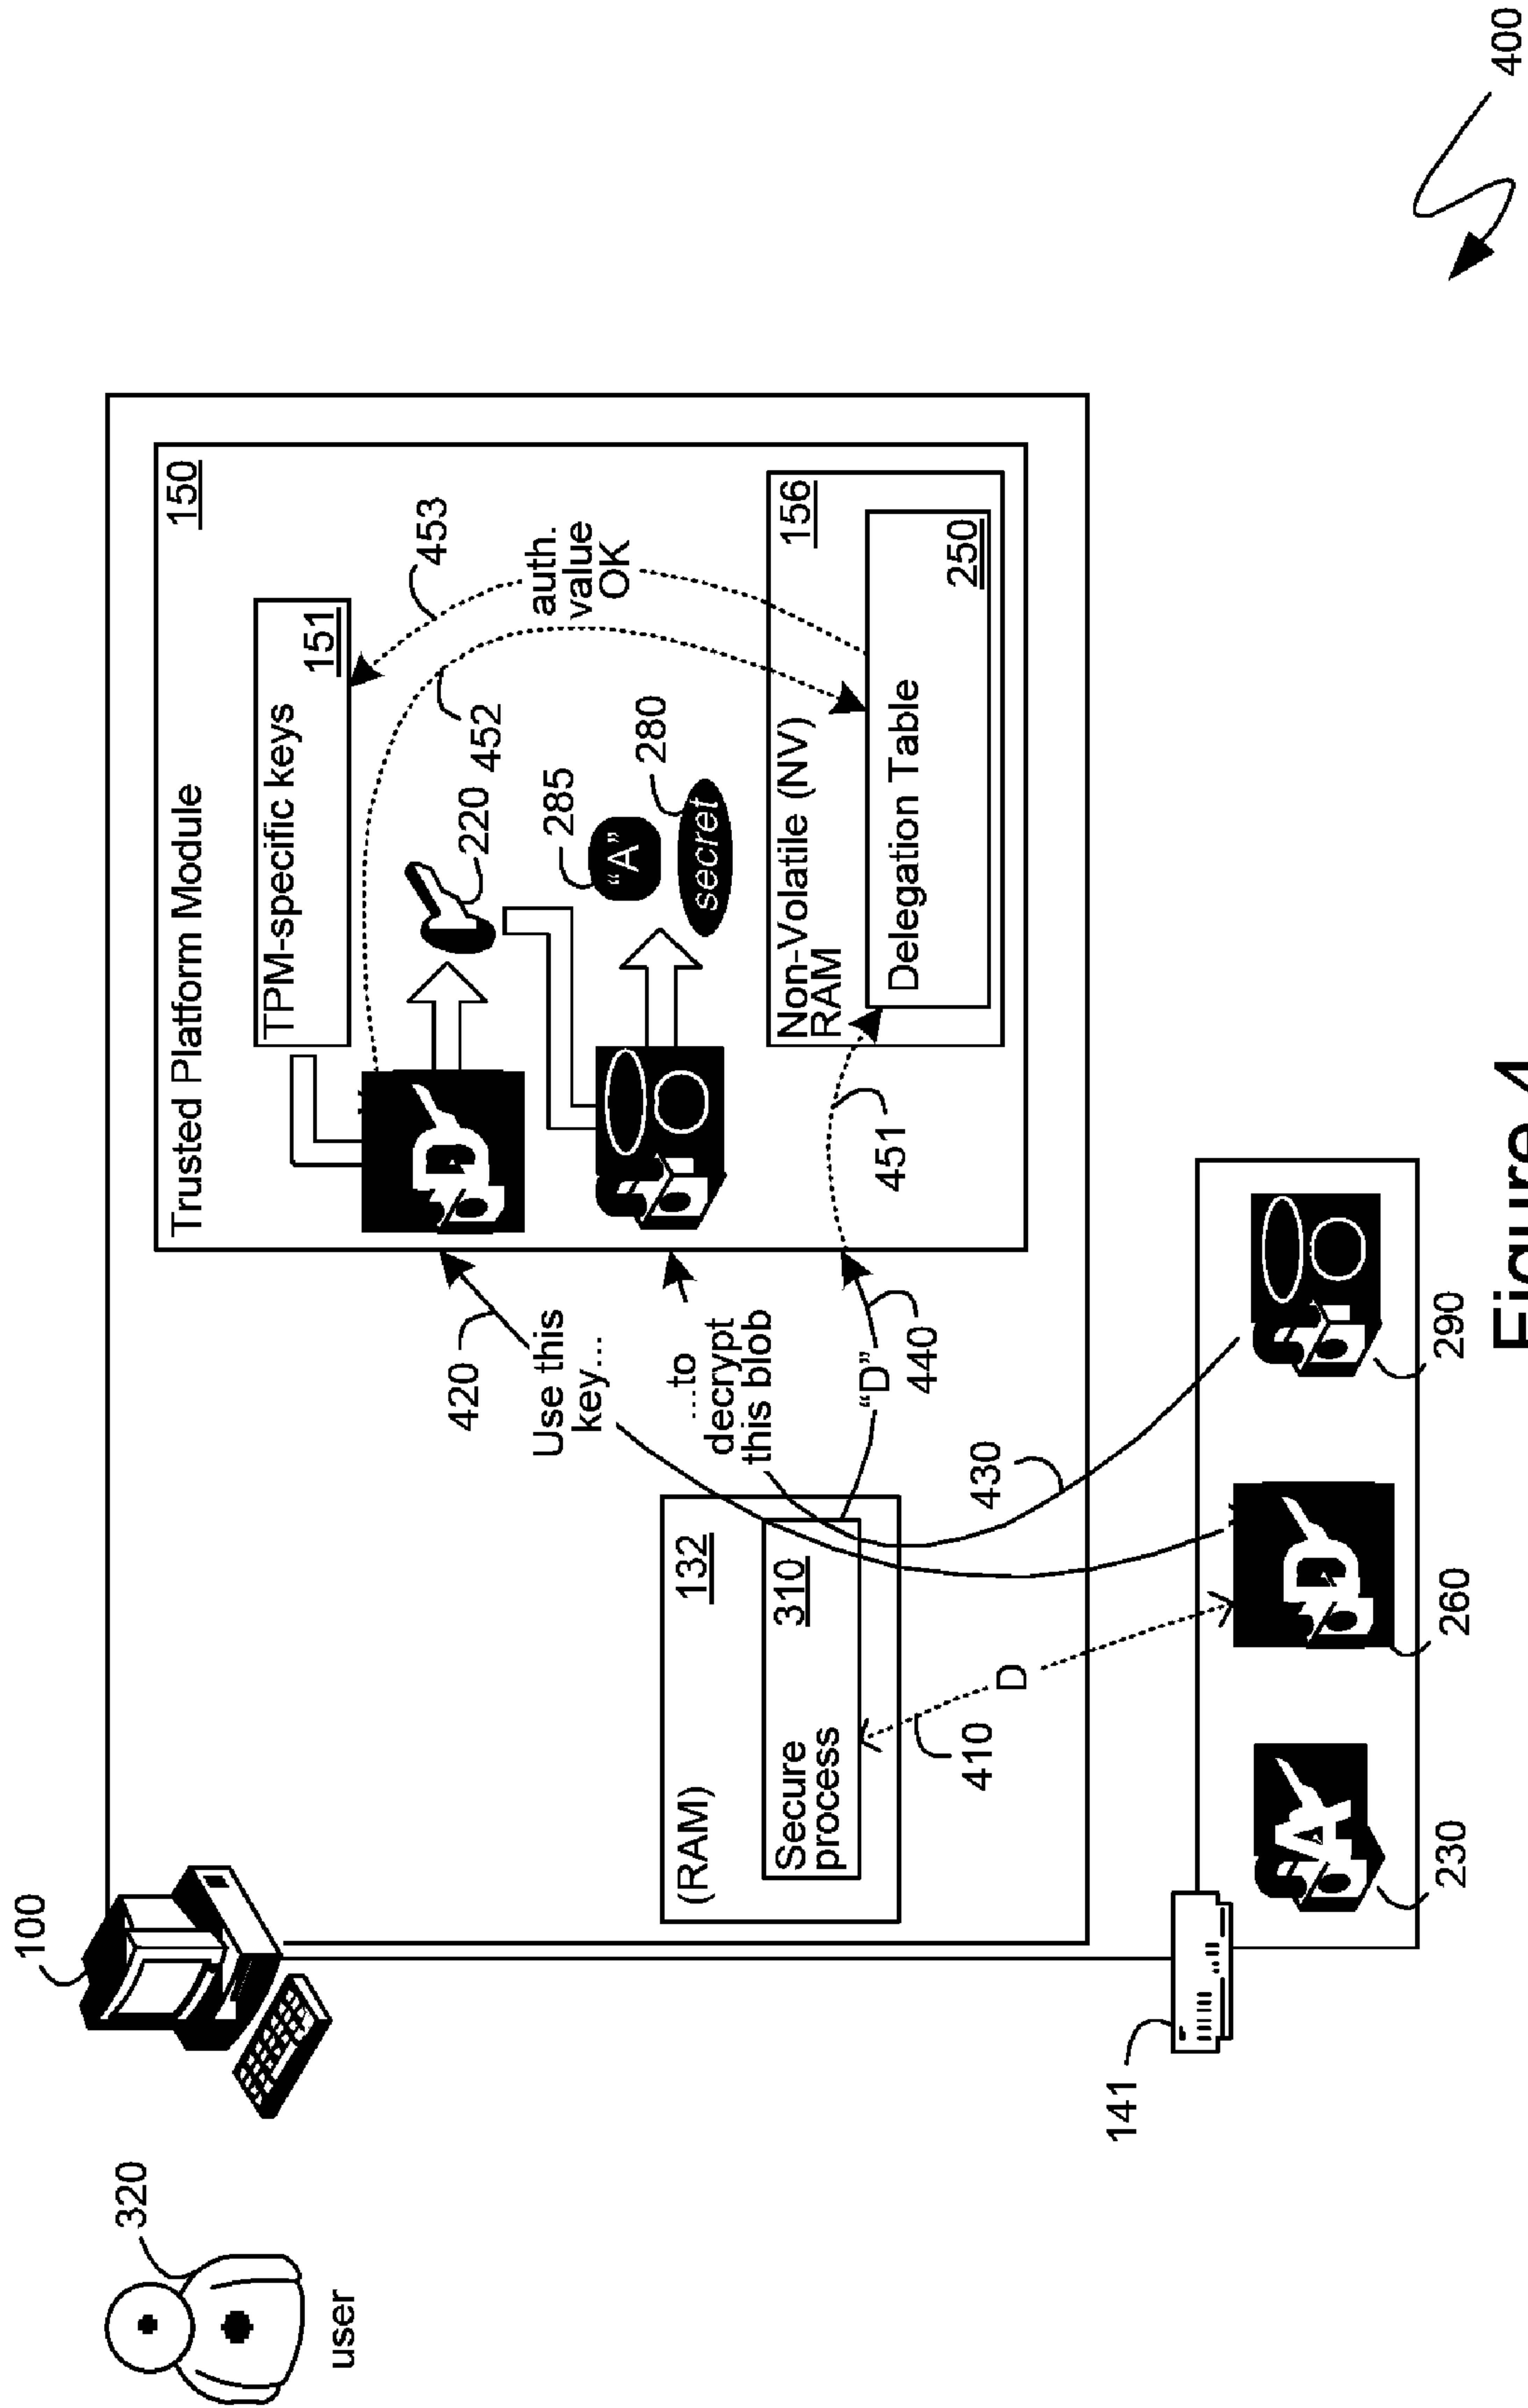 320
user
100
Trusted Platform Module
150
TPM-specific keys
151
453
452
D
220
420
Use this
key...
auth.
value
OK
285
"A"
280
secret
...to
decrypt
this blob
(RAM)
132
Secure
process
310
"D"
440
451
Non-Volatile (NV)
RAM
156
Delegation Table
250
410
D
430
141
A
230
D
260
290
400
Figure 4